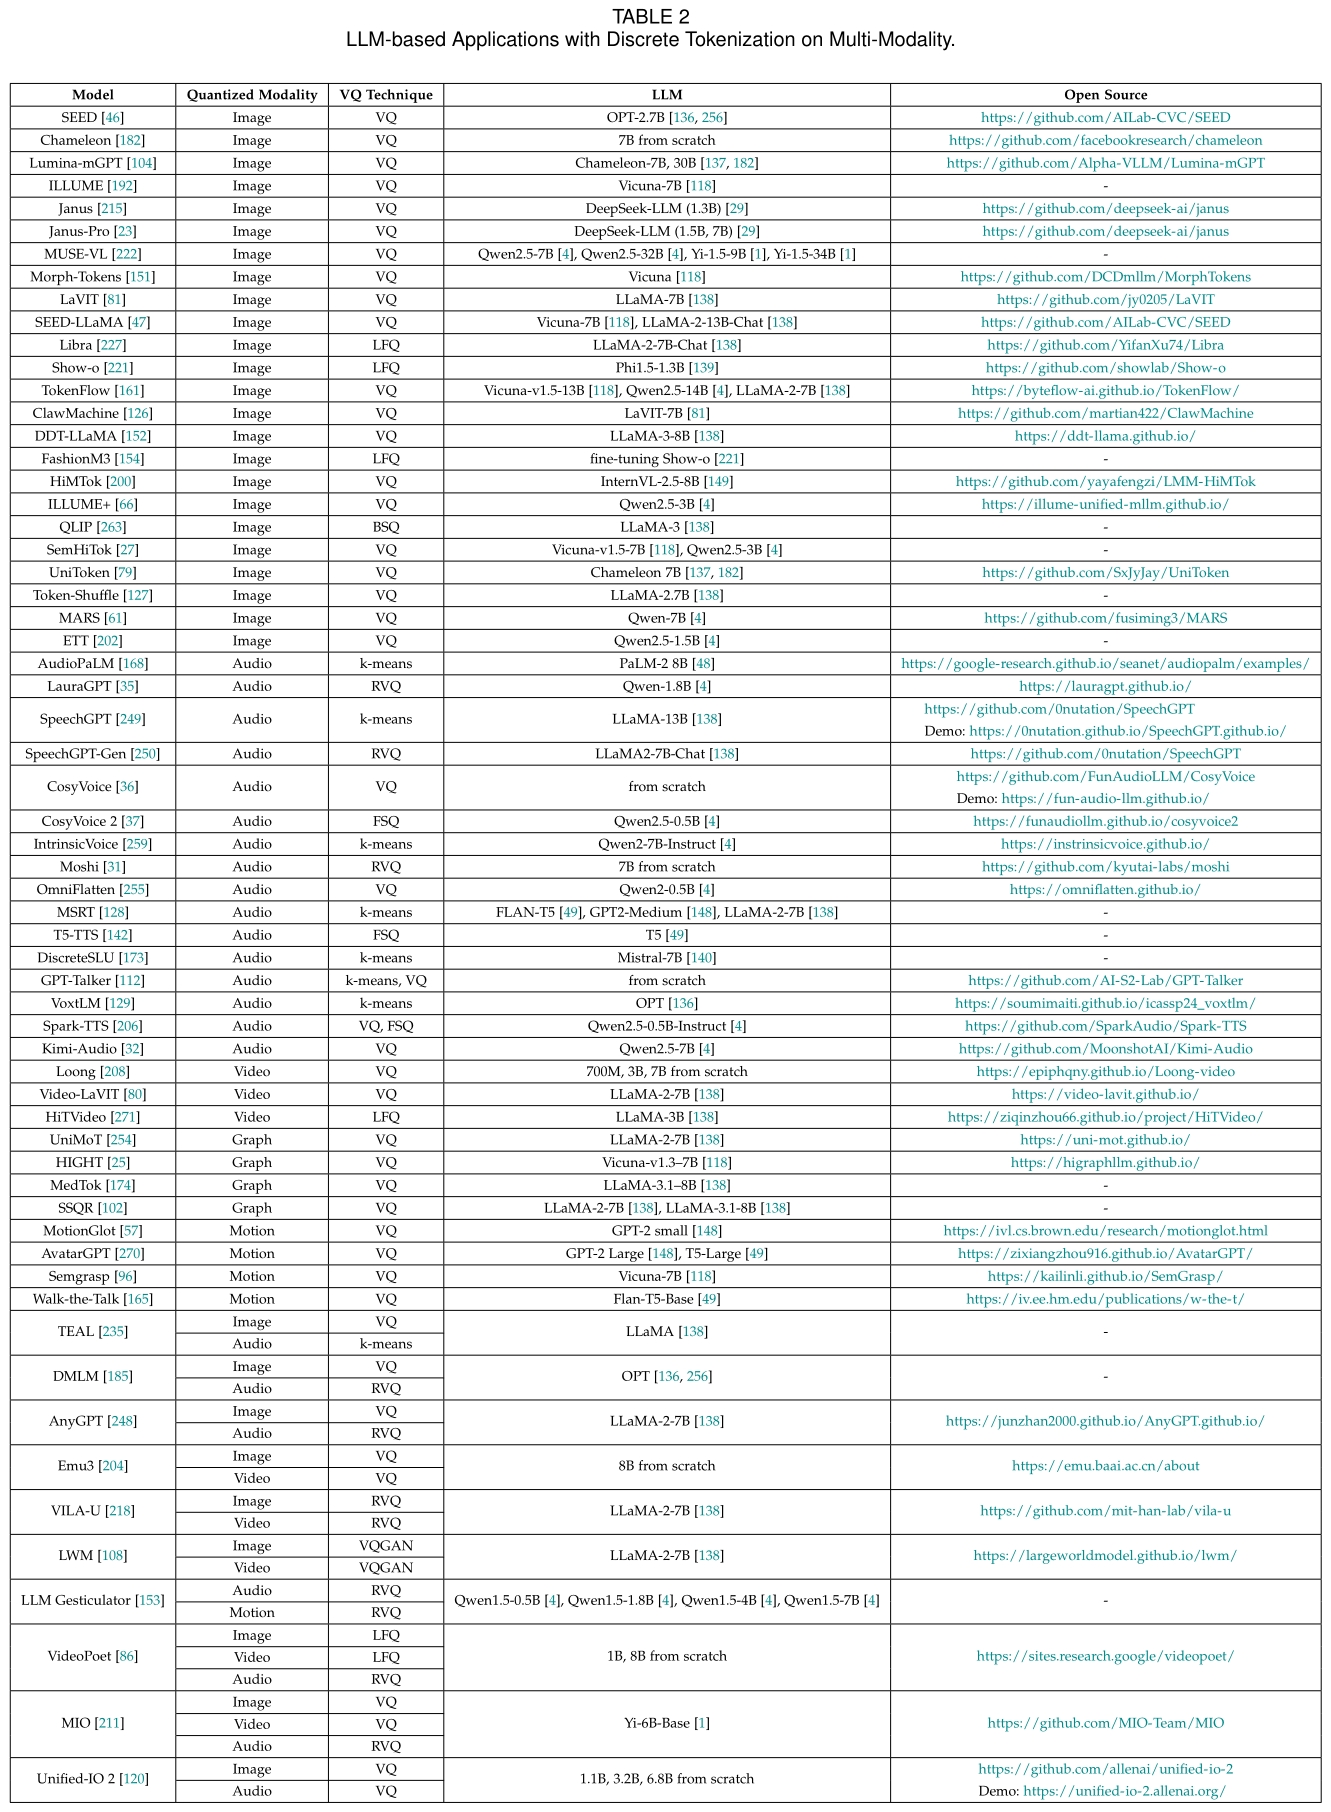 TABLE 2
LLM-based Applications with Discrete Tokenization on Multi-Modality.
Model Quantized Modality VQ Technique LLM Open Source
SEED [46] Image VQ OPT-2.7B [136, 256] https://github.com/AILab-CVC/SEED
Chameleon [182] Image VQ 7B from scratch https://github.com/facebookresearch/chameleon
Lumina-mGPT [104] Image VQ Chameleon-7B, 30B [137, 182] https://github.com/Alpha-VLLM/Lumina-mGPT
ILLUME [192] Image VQ Vicuna-7B [118] -
Janus [215] Image VQ DeepSeek-LLM (1.3B) [29] https://github.com/deepseek-ai/janus
Janus-Pro [23] Image VQ DeepSeek-LLM (1.5B, 7B) [29] https://github.com/deepseek-ai/janus
MUSE-VL [222] Image VQ Qwen2.5-7B [4], Qwen2.5-32B [4], Yi-1.5-9B [1], Yi-1.5-34B [1] -
Morph-Tokens [151] Image VQ Vicuna [118] https://github.com/DCDmllm/MorphTokens
LaVIT [81] Image VQ LLaMA-7B [138] https://github.com/jy0205/LaVIT
SEED-LLaMA [47] Image VQ Vicuna-7B [118], LLaMA-2-13B-Chat [138] https://github.com/AILab-CVC/SEED
Libra [227] Image LFQ LLaMA-2-7B-Chat [138] https://github.com/YifanXu74/Libra
Show-o [221] Image LFQ Phi1.5-1.3B [139] https://github.com/showlab/Show-o
TokenFlow [161] Image VQ Vicuna-v1.5-13B [118], Qwen2.5-14B [4], LLaMA-2-7B [138] https://byteflow-ai.github.io/TokenFlow/
ClawMachine [126] Image VQ LaVIT-7B [81] https://github.com/martian422/ClawMachine
DDT-LLaMA [152] Image VQ LLaMA-3-8B [138] https://ddt-llama.github.io/
FashionM3 [154] Image LFQ fine-tuning Show-o [221] -
HiMTok [200] Image VQ InternVL-2.5-8B [149] https://github.com/yayafengzi/LMM-HiMTok
ILLUME+ [66] Image VQ Qwen2.5-3B [4] https://illume-unified-mllm.github.io/
QLIP [263] Image BSQ LLaMA-3 [138] -
SemHiTok [27] Image VQ Vicuna-v1.5-7B [118], Qwen2.5-3B [4] -
UniToken [79] Image VQ Chameleon 7B [137, 182] https://github.com/SxJyJay/UniToken
Token-Shuffle [127] Image VQ LLaMA-2.7B [138] -
MARS [61] Image VQ Qwen-7B [4] https://github.com/fusiming3/MARS
ETT [202] Image VQ Qwen2.5-1.5B [4] -
AudioPaLM [168] Audio k-means PaLM-2 8B [48] https://google-research.github.io/seanet/audiopalm/examples/
LauraGPT [35] Audio RVQ Qwen-1.8B [4] https://lauragpt.github.io/
SpeechGPT [249] Audio k-means LLaMA-13B [138] https://github.com/0nutation/SpeechGPT
Demo: https://0nutation.github.io/SpeechGPT.github.io/
SpeechGPT-Gen [250] Audio RVQ LLaMA2-7B-Chat [138] https://github.com/0nutation/SpeechGPT
CosyVoice [36] Audio VQ from scratch https://github.com/FunAudioLLM/CosyVoice
Demo: https://fun-audio-llm.github.io/
CosyVoice 2 [37] Audio FSQ Qwen2.5-0.5B [4] https://funaudiollm.github.io/cosyvoice2
IntrinsicVoice [259] Audio k-means Qwen2-7B-Instruct [4] https://instrinsicvoice.github.io/
Moshi [31] Audio RVQ 7B from scratch https://github.com/kyutai-labs/moshi
OmniFlatten [255] Audio VQ Qwen2-0.5B [4] https://omniflatten.github.io/
MSRT [128] Audio k-means FLAN-T5 [49], GPT2-Medium [148], LLaMA-2-7B [138] -
T5-TTS [142] Audio FSQ T5 [49] -
DiscreteSLU [173] Audio k-means Mistral-7B [140] -
GPT-Talker [112] Audio k-means, VQ from scratch https://github.com/AI-S2-Lab/GPT-Talker
VoxtLM [129] Audio k-means OPT [136] https://soumimaiti.github.io/icassp24_voxtlm/
Spark-TTS [206] Audio VQ, FSQ Qwen2.5-0.5B-Instruct [4] https://github.com/SparkAudio/Spark-TTS
Kimi-Audio [32] Audio VQ Qwen2.5-7B [4] https://github.com/MoonshotAI/Kimi-Audio
Loong [208] Video VQ 700M, 3B, 7B from scratch https://epiphqny.github.io/Loong-video
Video-LaVIT [80] Video VQ LLaMA-2-7B [138] https://video-lavit.github.io/
HiTVideo [271] Video LFQ LLaMA-3B [138] https://ziqinzhou66.github.io/project/HiTVideo/
UniMoT [254] Graph VQ LLaMA-2-7B [138] https://uni-mot.github.io/
HIGHT [25] Graph VQ Vicuna-v1.3–7B [118] https://higraphllm.github.io/
MedTok [174] Graph VQ LLaMA-3.1–8B [138] -
SSQR [102] Graph VQ LLaMA-2-7B [138], LLaMA-3.1-8B [138] -
MotionGlot [57] Motion VQ GPT-2 small [148] https://ivl.cs.brown.edu/research/motionglot.html
AvatarGPT [270] Motion VQ GPT-2 Large [148], T5-Large [49] https://zixiangzhou916.github.io/AvatarGPT/
Semgrasp [96] Motion VQ Vicuna-7B [118] https://kailinli.github.io/SemGrasp/
Walk-the-Talk [165] Motion VQ Flan-T5-Base [49] https://iv.ee.hm.edu/publications/w-the-t/
TEAL [235] Image VQ LLaMA [138] -
Audio k-means
DMLM [185] Image VQ OPT [136, 256] -
Audio RVQ
AnyGPT [248] Image VQ LLaMA-2-7B [138] https://junzhan2000.github.io/AnyGPT.github.io/
Audio RVQ
Emu3 [204] Image VQ 8B from scratch https://emu.baai.ac.cn/about
Video VQ
VILA-U [218] Image RVQ LLaMA-2-7B [138] https://github.com/mit-han-lab/vila-u
Video RVQ
LWM [108] Image VQGAN LLaMA-2-7B [138] https://largeworldmodel.github.io/lwm/
Video VQGAN
LLM Gesticulator [153] Audio RVQ Qwen1.5-0.5B [4], Qwen1.5-1.8B [4], Qwen1.5-4B [4], Qwen1.5-7B [4] -
Motion RVQ
VideoPoet [86] Image LFQ 1B, 8B from scratch https://sites.research.google/videopoet/
Video LFQ
Audio RVQ
MIO [211] Image VQ Yi-6B-Base [1] https://github.com/MIO-Team/MIO
Video VQ
Audio RVQ
Unified-IO 2 [120] Image VQ 1.1B, 3.2B, 6.8B from scratch https://github.com/allenai/unified-io-2
Audio VQ Demo: https://unified-io-2.allenai.org/